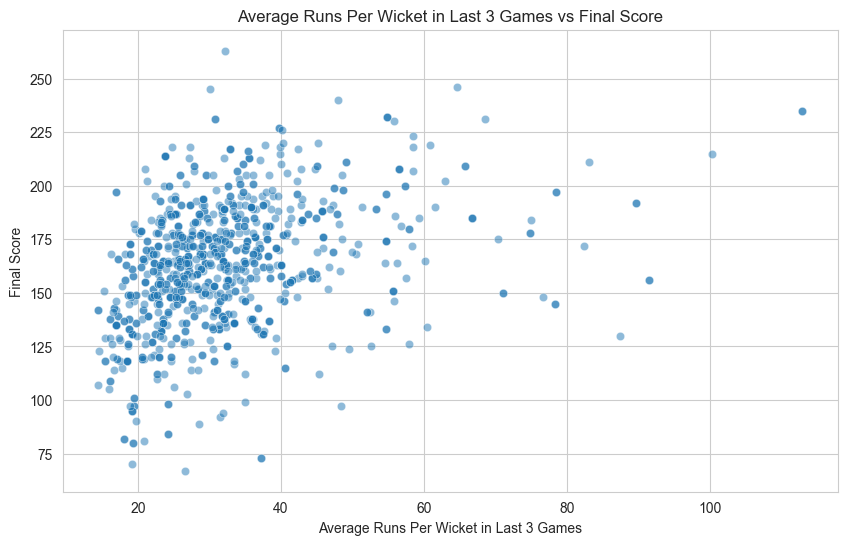 Average Runs Per Wicket in Last 3 Games vs Final Score
Final Score
250
225
200
175
150
125
100
75
20 40 60 80 100
Average Runs Per Wicket in Last 3 Games